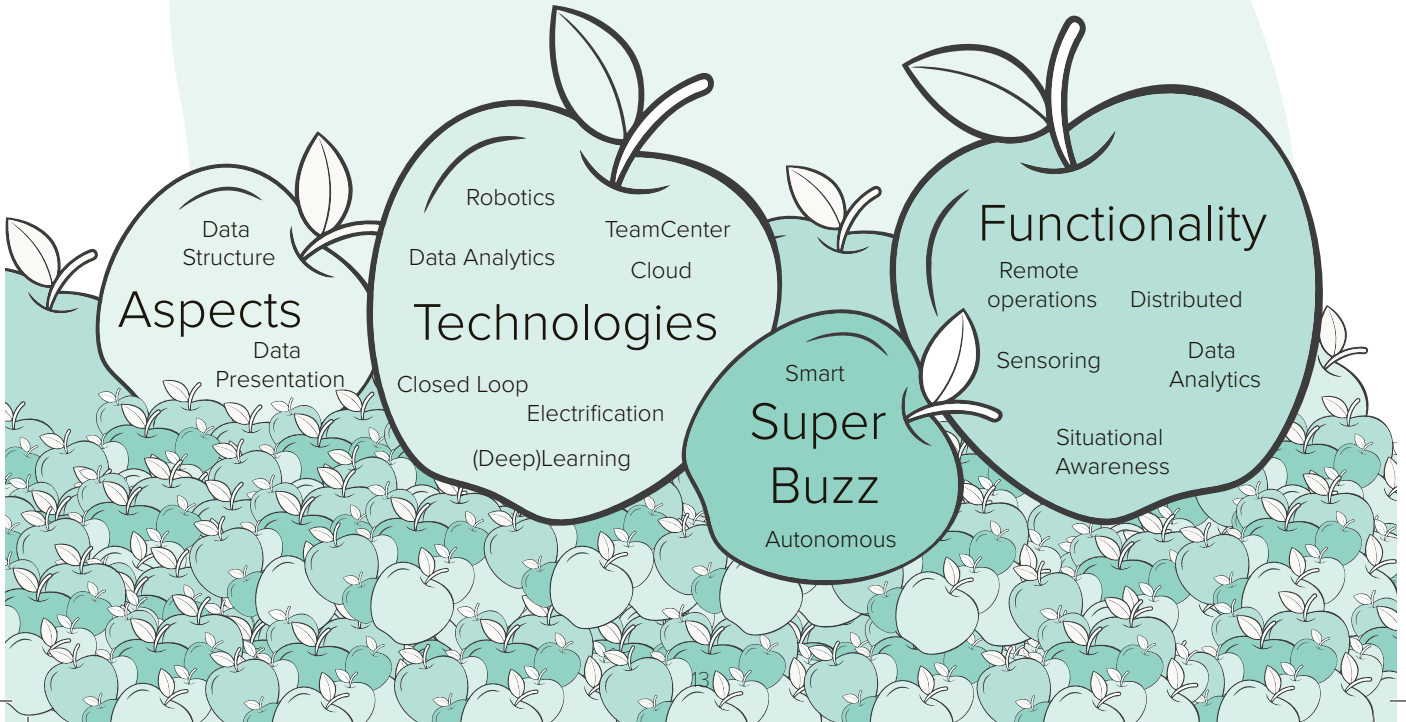 Data
Structure
Aspects
Data
Presentation
Robotics
TeamCenter
Data Analytics
Cloud
Technologies
Closed Loop
Electrification
(Deep)Learning
Smart
Super
Buzz
Autonomous
Functionality
Remote
operations
Distributed
Sensoring
Data
Analytics
Situational
Awareness
13